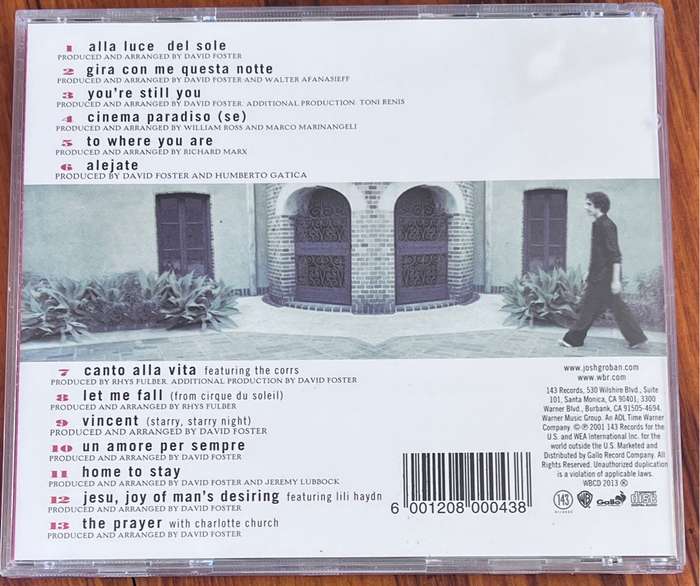 1 alla luce del sole
PRODUCED AND ARRANGED BY DAVID FOSTER
2 gira con me questa notte
PRODUCED AND ARRANGED BY DAVID FOSTER AND WALTER AFANASIEFF
3 you're still you
PRODUCED AND ARRANGED BY DAVID FOSTER. ADDITIONAL PRODUCTION: TONI RENIS
4 cinema paradiso (se)
PRODUCED AND ARRANGED BY WILLIAM ROSS AND MARCO MARINANGELI
5 to where you are
PRODUCED AND ARRANGED BY RICHARD MARX
6 alejate
PRODUCED BY DAVID FOSTER AND HUMBERTO GATICA
7 canto alla vita featuring the corrs
PRODUCED BY RHYS FULBER. ADDITIONAL PRODUCTION BY DAVID FOSTER
8 let me fall (from cirque du soleil)
PRODUCED AND ARRANGED BY RHYS FULBER
9 vincent (starry, starry night)
PRODUCED AND ARRANGED BY DAVID FOSTER
10 un amore per sempre
PRODUCED AND ARRANGED BY DAVID FOSTER
11 home to stay
PRODUCED AND ARRANGED BY DAVID FOSTER AND JEREMY LUBBOCK
12 jesu, joy of man's desiring featuring lili haydn
PRODUCED AND ARRANGED BY DAVID FOSTER
13 the prayer with charlotte church
PRODUCED AND ARRANGED BY DAVID FOSTER
www.joshgroban.com
www.wbr.com
143 Records, 530 Wilshire Blvd., Suite
101, Santa Monica, CA 90401, 3300
Warner Blvd., Burbank, CA 91505-4694.
Warner Music Group. An AOL Time Warner
Company. © ℗ 2001 143 Records for the
U.S. and WEA international Inc. for the
world outside the U.S. Marketed and
Distributed by Gallo Record Company. All
Rights Reserved. Unauthorized duplication
is a violation of applicable laws.
WBCD 2013 ®
6 001208 000438
143
RECORDS
Gallo
disc
DIGITAL AUDIO